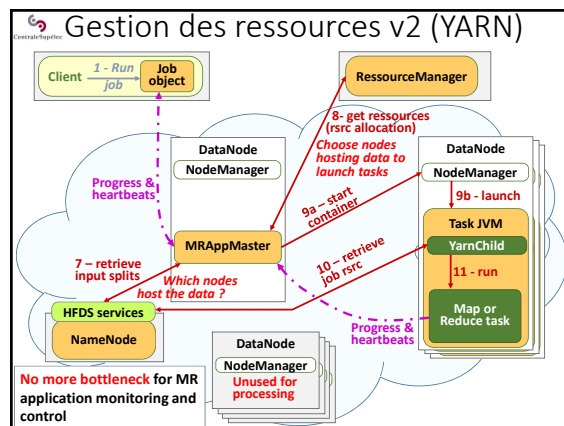 CentraleSupélec
Gestion des ressources v2 (YARN)
Client
1 - Run
job
Job
object
RessourceManager
8- get ressources
(rsrc allocation)
Choose nodes
hosting data to
launch tasks
DataNode
NodeManager
DataNode
NodeManager
Progress &
heartbeats
9a – start
container
9b - launch
Task JVM
MRAppMaster
YarnChild
7 – retrieve
input splits
10 – retrieve
job rsrc
11 - run
Which nodes
host the data ?
Map or
Reduce task
HFDS services
NameNode
Progress &
heartbeats
DataNode
NodeManager
Unused for
processing
No more bottleneck for MR
application monitoring and
control